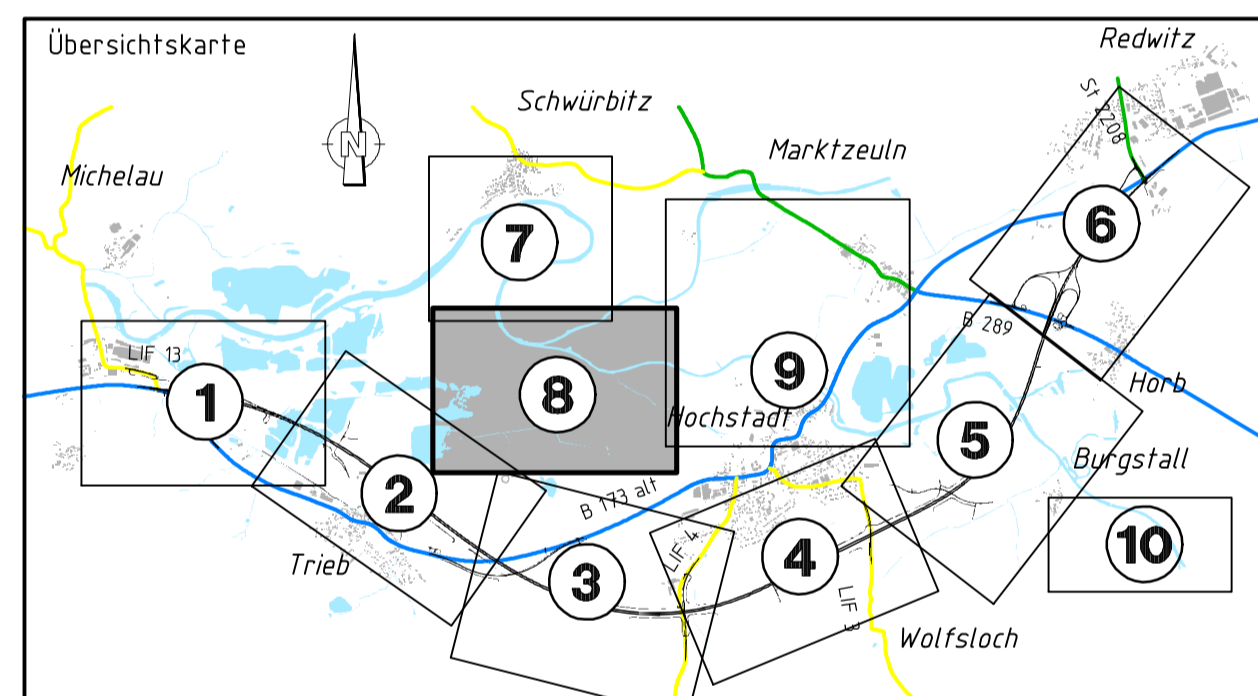 Übersichtskarte
Redwitz
Schwürbitz
St 2208
Marktzeuln
Michelau
N
6
7
B 289
LIF 13
9
Horb
8
1
Hochstadt
5
Burgstall
2
B 173 alt
10
LIF 4
4
Trieb
3
LIF 3
Wolfsloch